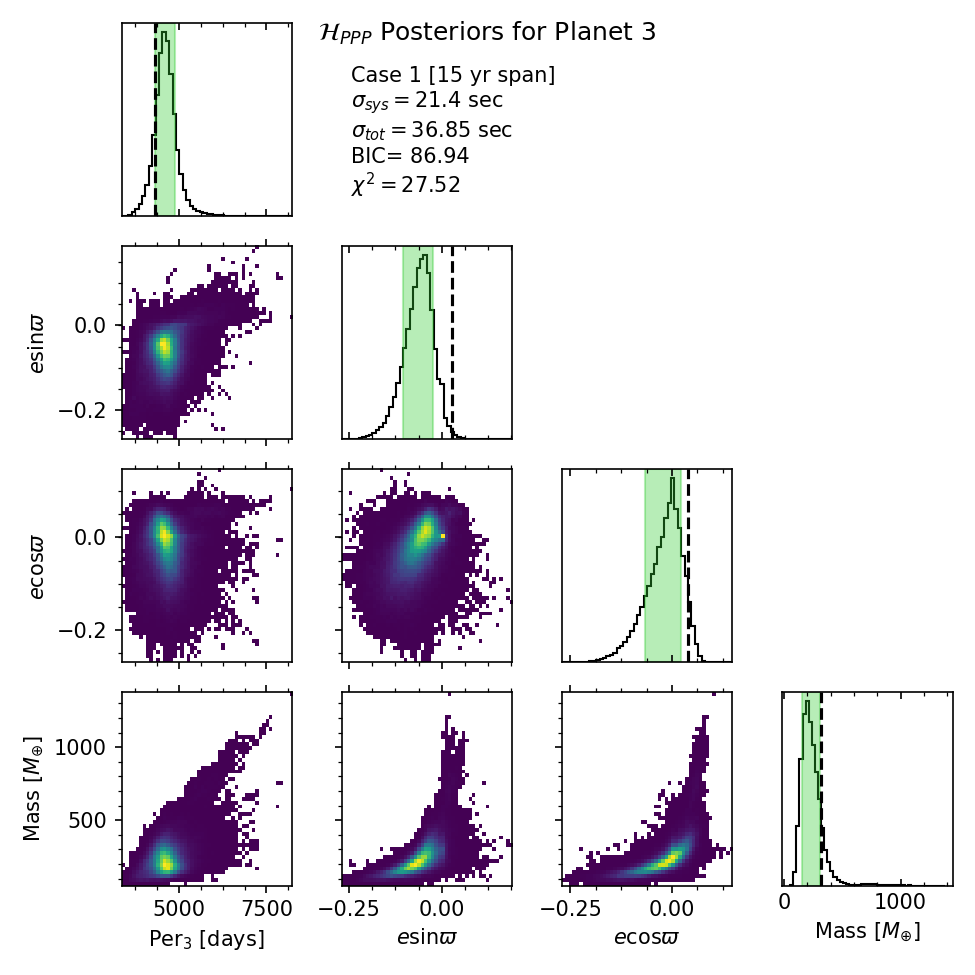 𝓗_PPP Posteriors for Planet 3
Case 1 [15 yr span]
σ_sys = 21.4 sec
σ_tot = 36.85 sec
BIC= 86.94
χ² = 27.52
esinϖ
0.0
−0.2
ecosϖ
0.0
−0.2
Mass [M⊕]
1000
500
5000 7500
Per₃ [days]
−0.25 0.00
esinϖ
−0.25 0.00
ecosϖ
0 1000
Mass [M⊕]